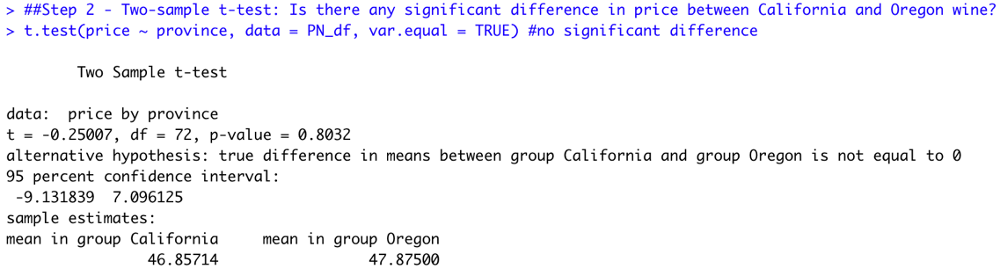 > ##Step 2 - Two-sample t-test: Is there any significant difference in price between California and Oregon wine?
> t.test(price ~ province, data = PN_df, var.equal = TRUE) #no significant difference
Two Sample t-test
data:  price by province
t = -0.25007, df = 72, p-value = 0.8032
alternative hypothesis: true difference in means between group California and group Oregon is not equal to 0
95 percent confidence interval:
-9.131839  7.096125
sample estimates:
mean in group California     mean in group Oregon
46.85714                 47.87500